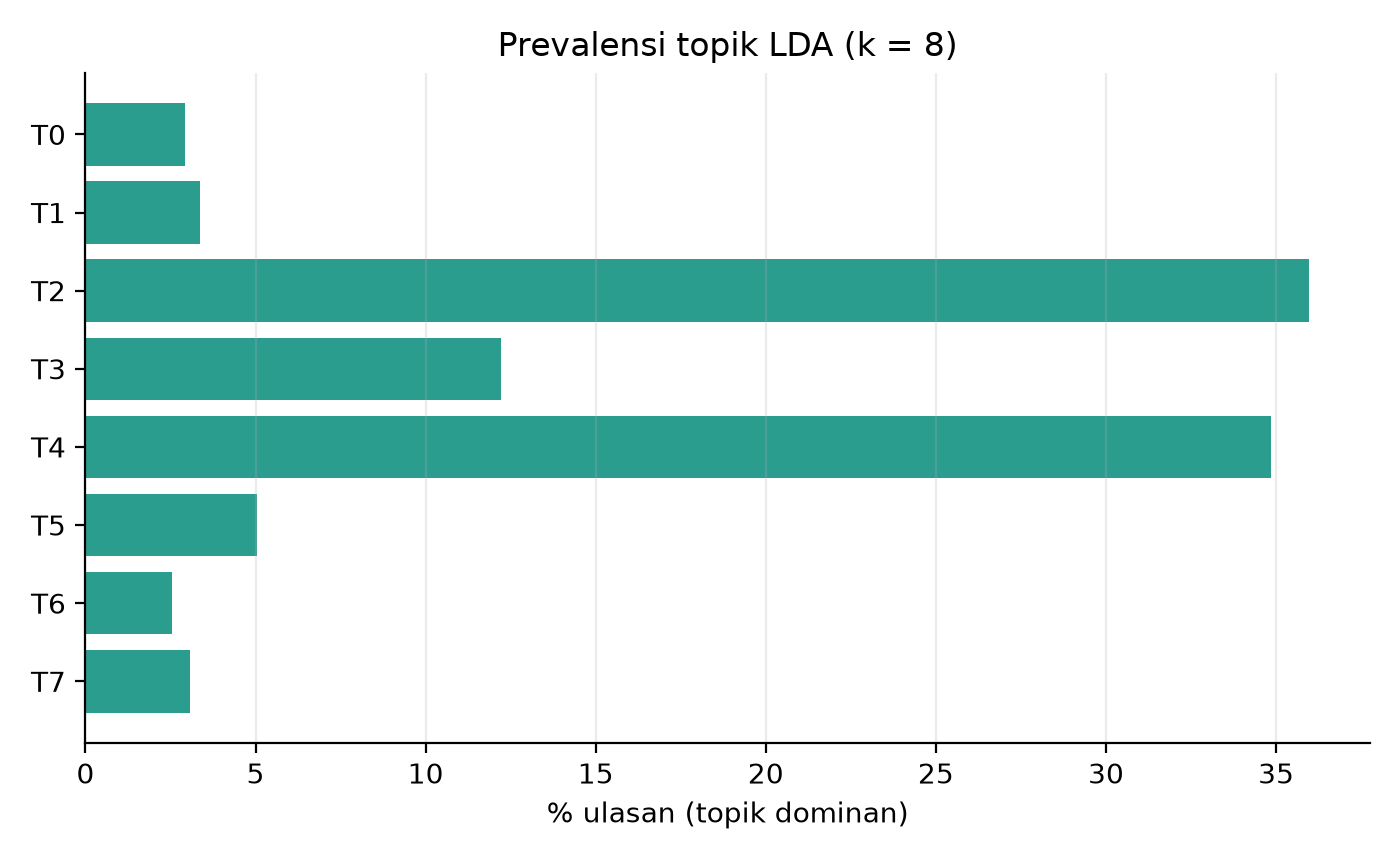 Prevalensi topik LDA (k = 8)
T0
T1
T2
T3
T4
T5
T6
T7
0 5 10 15 20 25 30 35
% ulasan (topik dominan)